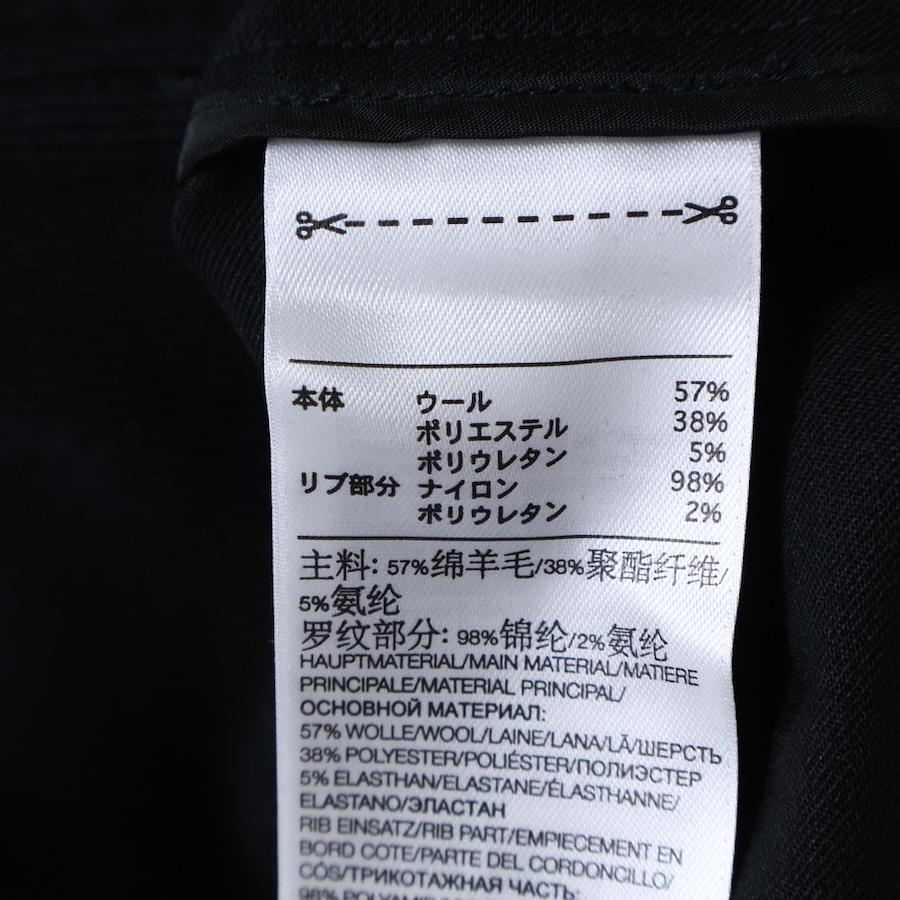 本体 ウール 57%
ポリエステル 38%
ポリウレタン 5%
リブ部分 ナイロン 98%
ポリウレタン 2%
主料: 57%绵羊毛/38%聚酯纤维/
5%氨纶
罗纹部分: 98%锦纶/2%氨纶
HAUPTMATERIAL/MAIN MATERIAL/MATIERE
PRINCIPALE/MATERIAL PRINCIPAL/
ОСНОВНОЙ МАТЕРИАЛ:
57% WOLLE/WOOL/LAINE/LANA/LÃ/ШЕРСТЬ
38% POLYESTER/POLIÉSTER/ПОЛИЭСТЕР
5% ELASTHAN/ELASTANE/ÉLASTHANNE/
ELASTANO/ЭЛАСТАН
RIB EINSATZ/RIB PART/EMPIECEMENT EN
BORD COTE/PARTE DEL CORDONCILLO/
CÓS/ТРИКОТАЖНАЯ ЧАСТЬ: